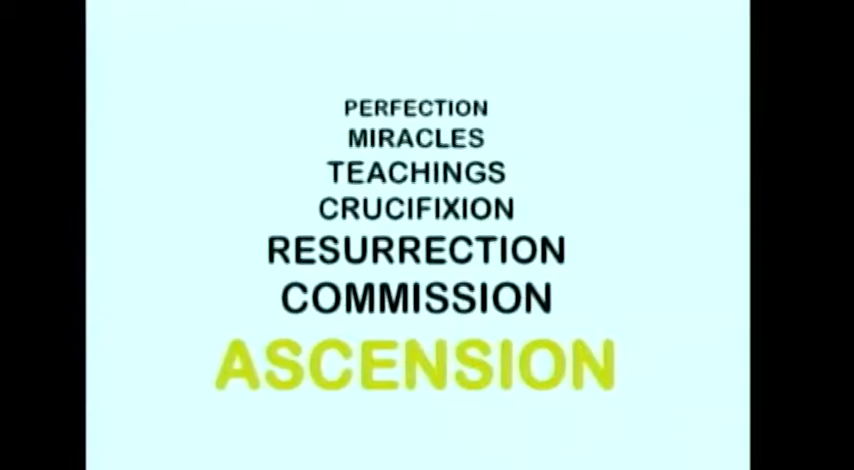 PERFECTION
MIRACLES
TEACHINGS
CRUCIFIXION
RESURRECTION
COMMISSION
ASCENSION